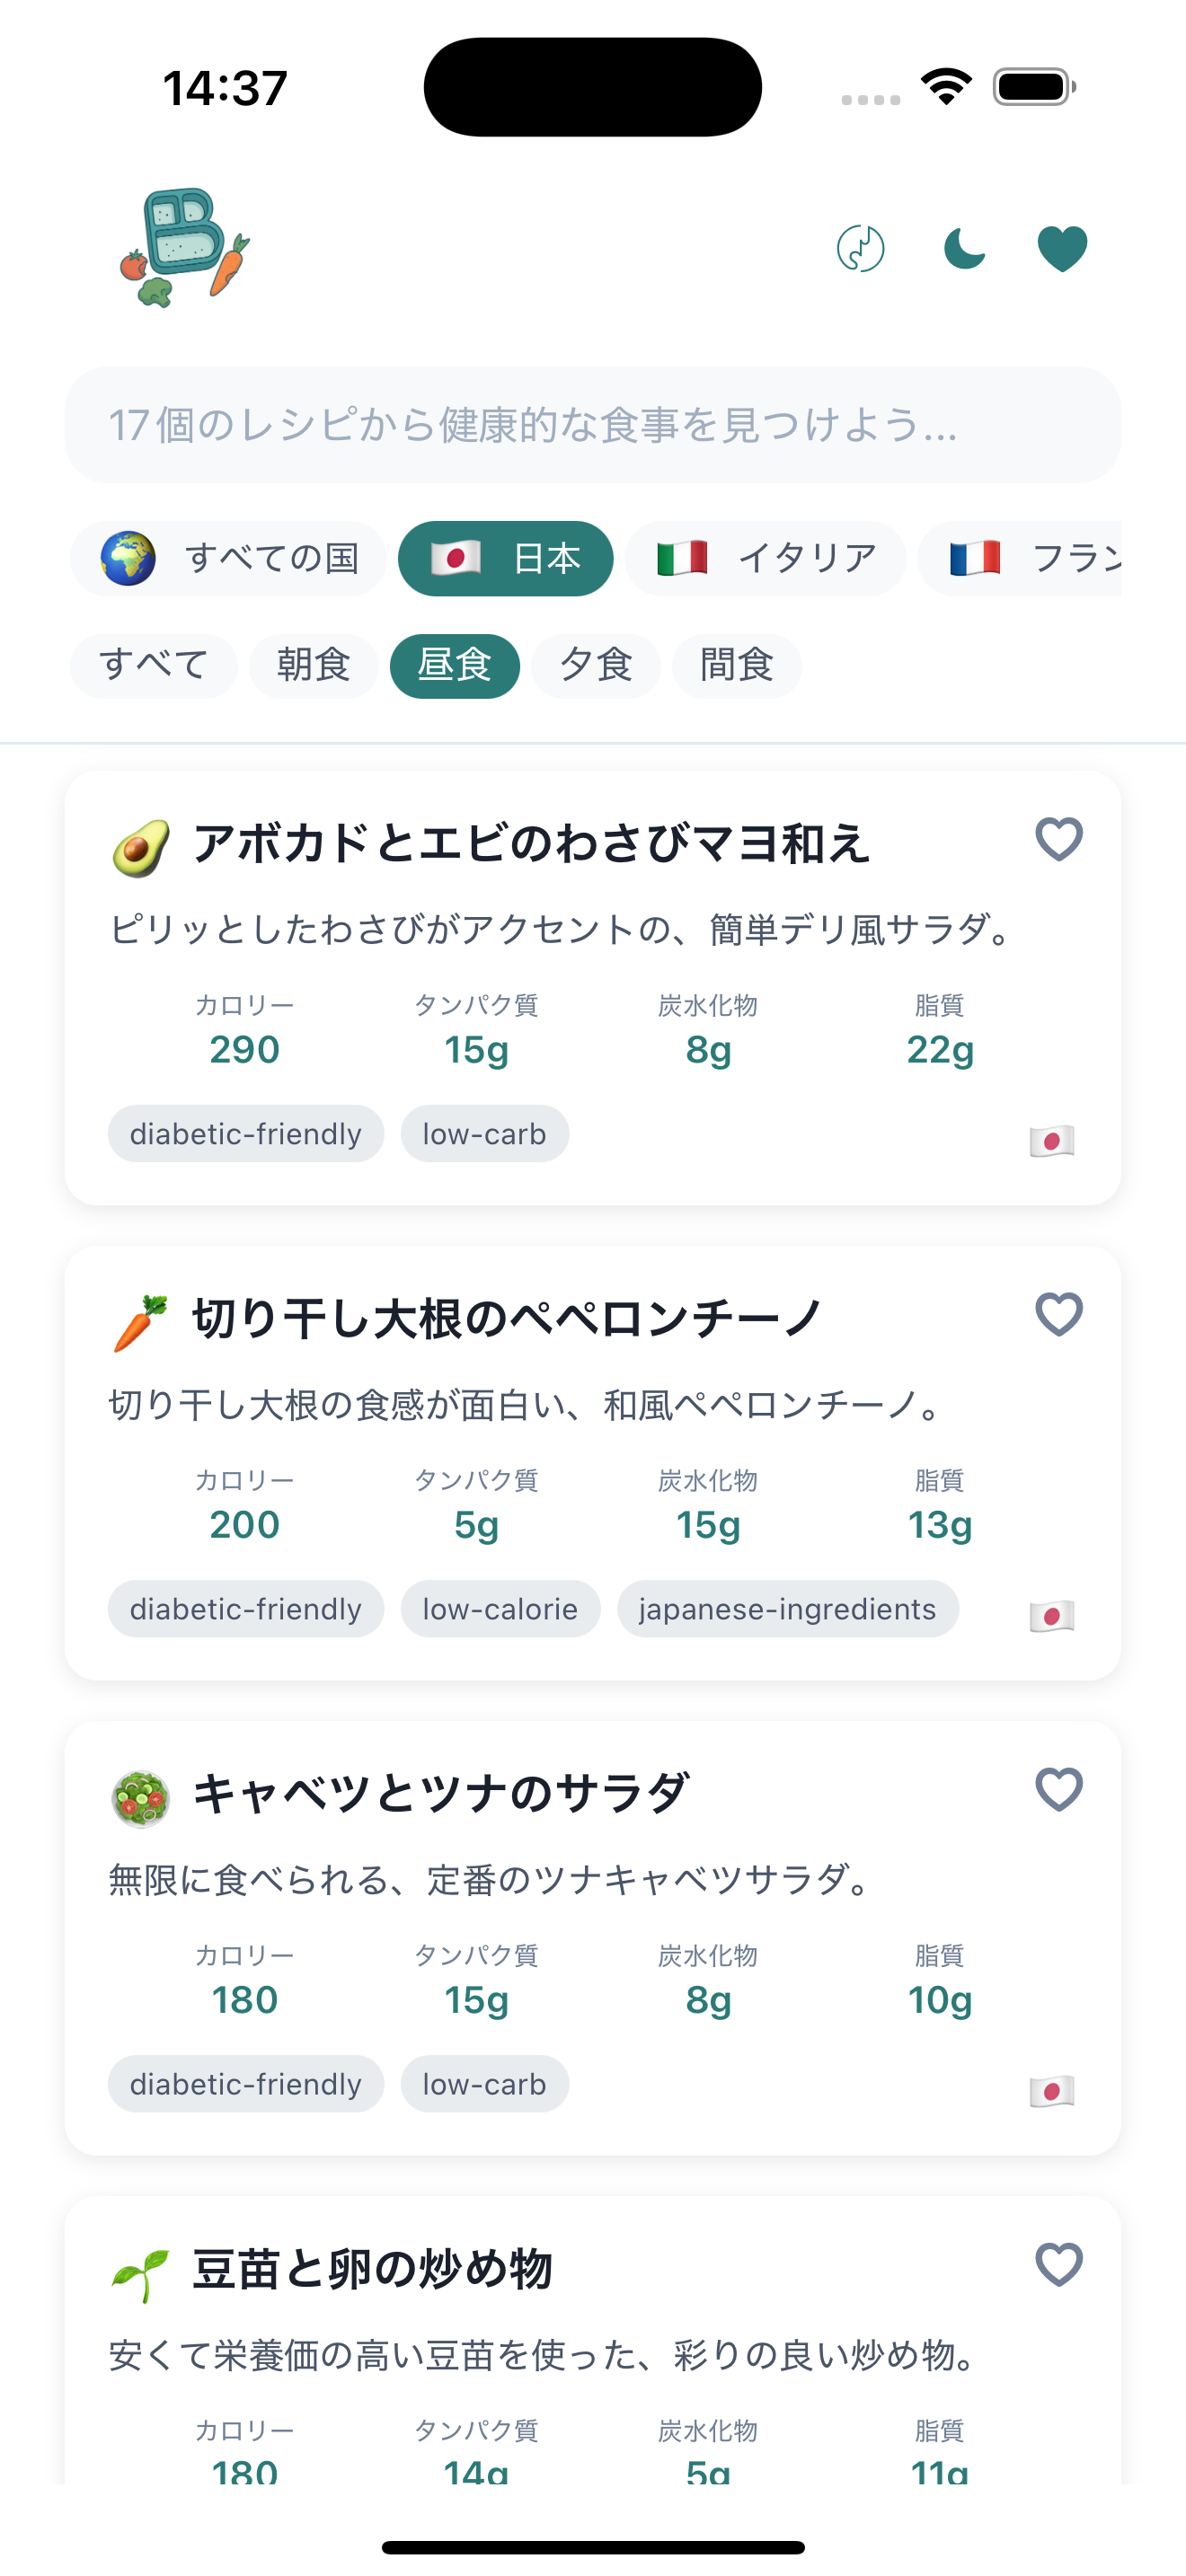 14:37
17個のレシピから健康的な食事を見つけよう...
すべての国 日本 イタリア フラン
すべて 朝食 昼食 夕食 間食
アボカドとエビのわさびマヨ和え
ピリッとしたわさびがアクセントの、簡単デリ風サラダ。
カロリー タンパク質 炭水化物 脂質
290 15g 8g 22g
diabetic-friendly low-carb
切り干し大根のペペロンチーノ
切り干し大根の食感が面白い、和風ペペロンチーノ。
カロリー タンパク質 炭水化物 脂質
200 5g 15g 13g
diabetic-friendly low-calorie japanese-ingredients
キャベツとツナのサラダ
無限に食べられる、定番のツナキャベツサラダ。
カロリー タンパク質 炭水化物 脂質
180 15g 8g 10g
diabetic-friendly low-carb
豆苗と卵の炒め物
安くて栄養価の高い豆苗を使った、彩りの良い炒め物。
カロリー タンパク質 炭水化物 脂質
180 14g 5g 11g